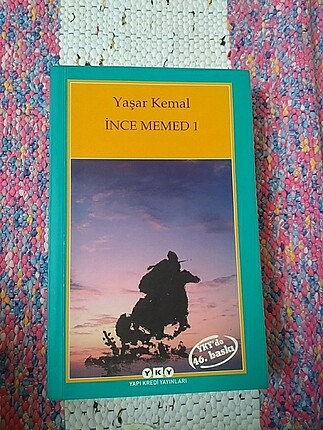 Yaşar Kemal
İNCE MEMED 1
YKY'de
46. baskı
YKY
YAPI KREDİ YAYINLARI